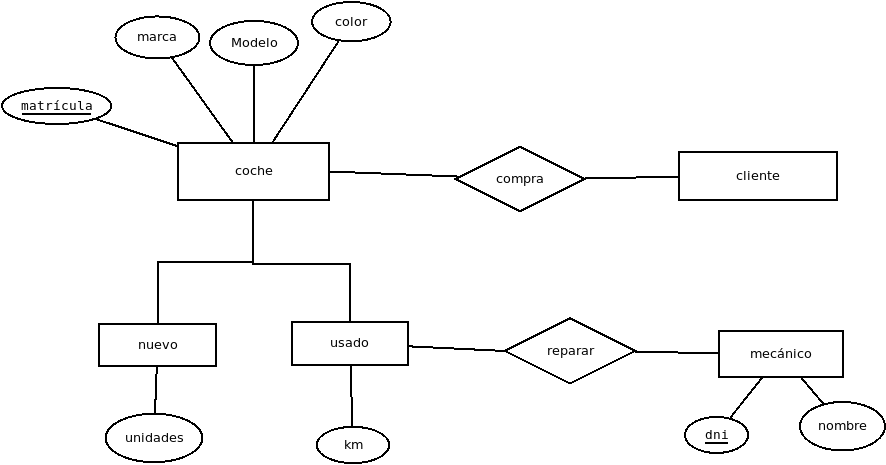 color
marca
Modelo
matrícula
coche
compra
cliente
nuevo
usado
reparar
mecánico
unidades
km
dni
nombre